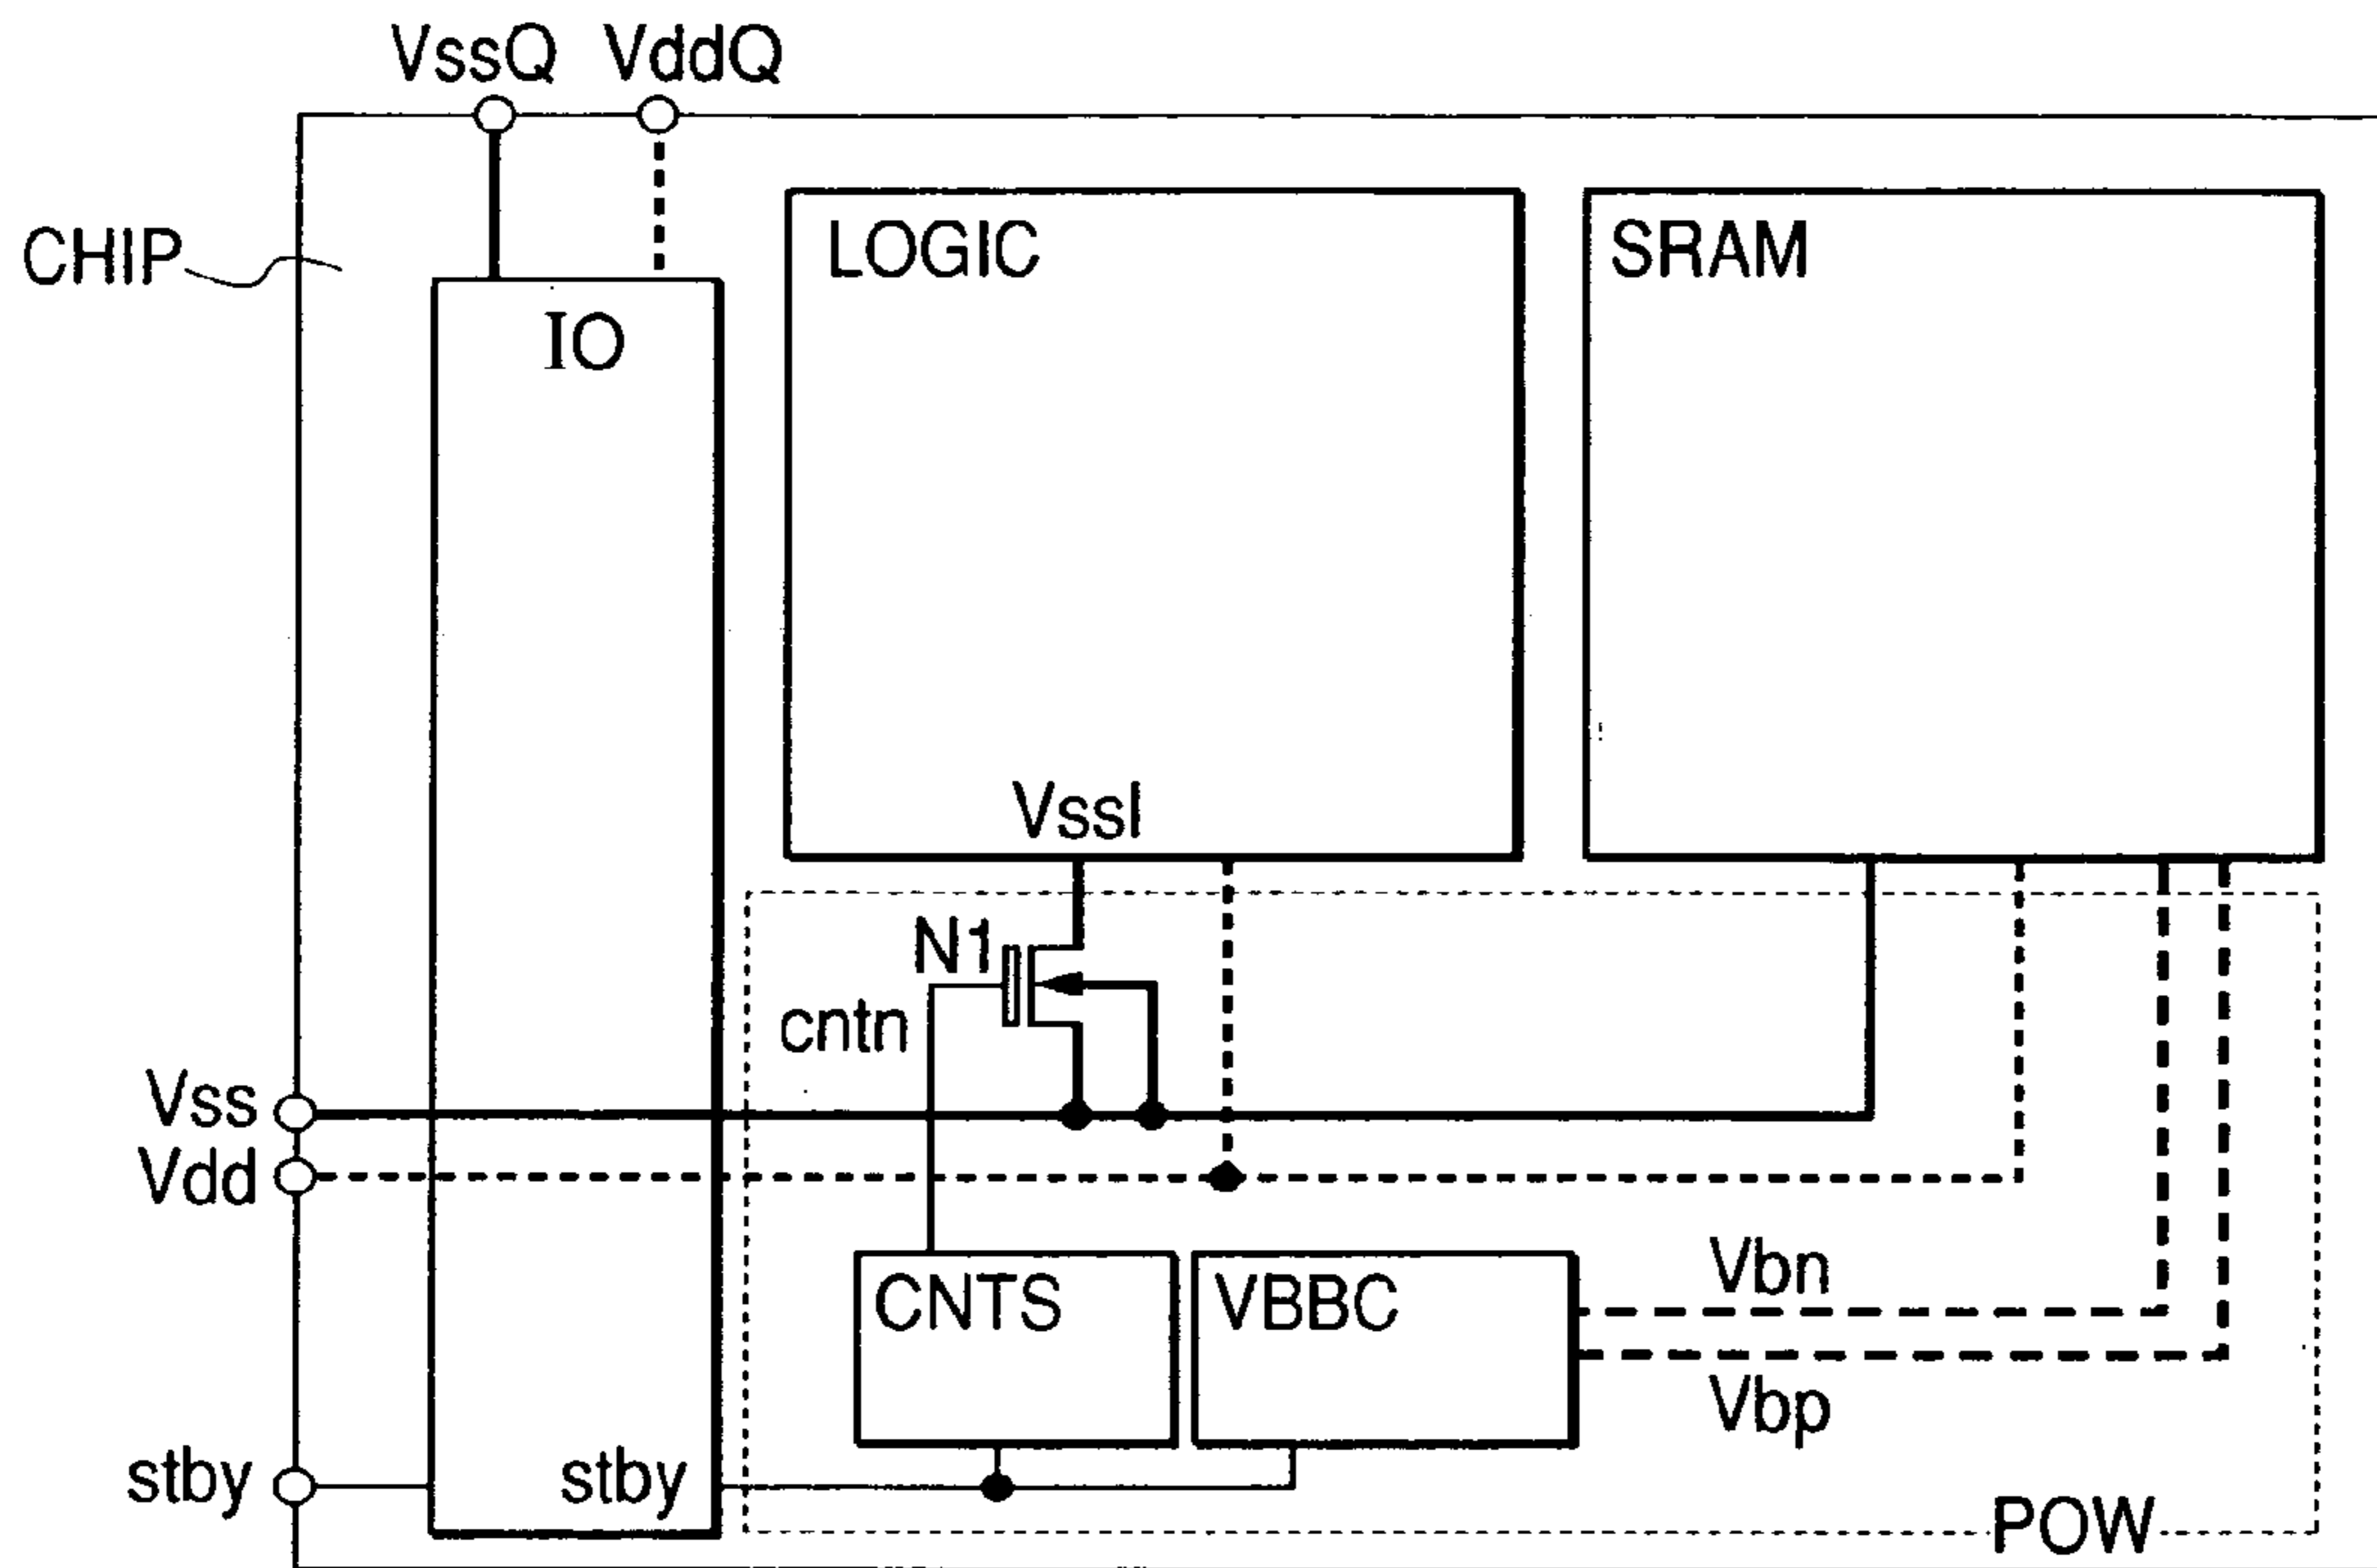 VssQ VddQ
CHIP
IO
LOGIC
SRAM
Vssl
N1
cntn
Vss
Vdd
CNTS
VBBC
Vbn
Vbp
stby
stby
POW